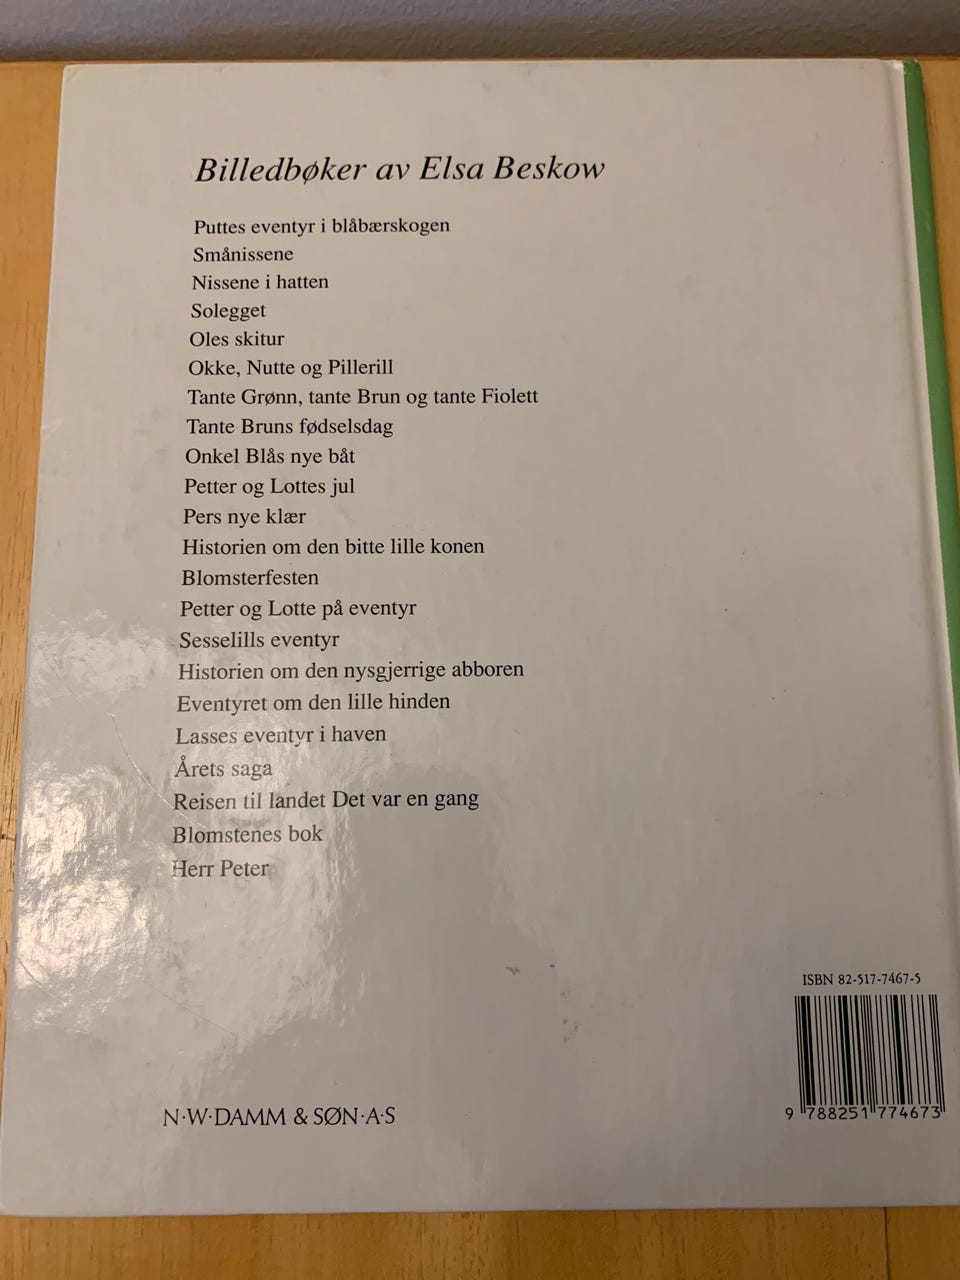 Billedbøker av Elsa Beskow
Puttes eventyr i blåbærskogen
Smånissene
Nissene i hatten
Solegget
Oles skitur
Okke, Nutte og Pillerill
Tante Grønn, tante Brun og tante Fiolett
Tante Bruns fødselsdag
Onkel Blås nye båt
Petter og Lottes jul
Pers nye klær
Historien om den bitte lille konen
Blomsterfesten
Petter og Lotte på eventyr
Sesselills eventyr
Historien om den nysgjerrige abboren
Eventyret om den lille hinden
Lasses eventyr i haven
Årets saga
Reisen til landet Det var en gang
Blomstenes bok
Herr Peter
ISBN 82-517-7467-5
9 788251 774673
N·W·DAMM & SØN·A·S